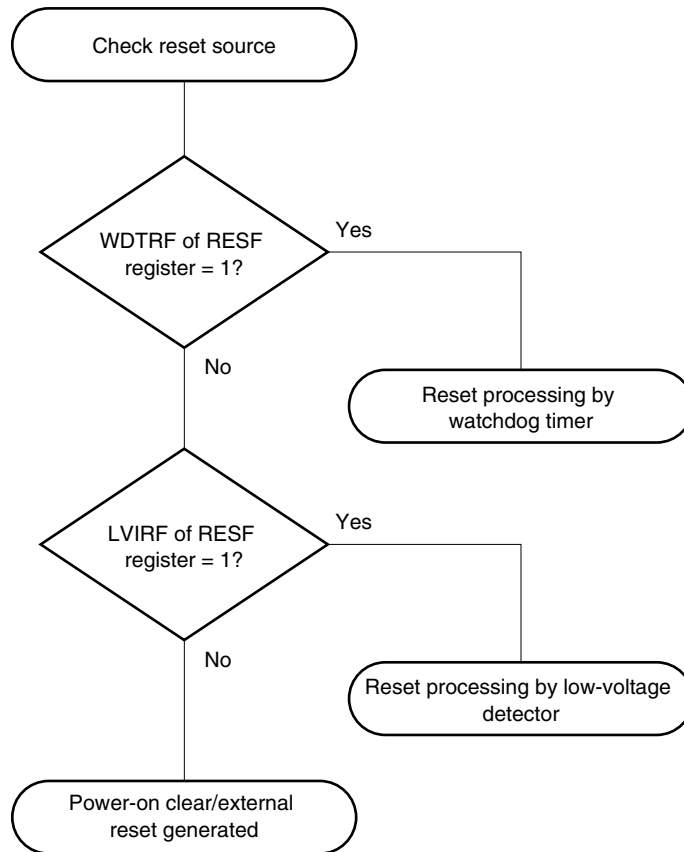 Check reset source
WDTRF of RESF
register = 1?
Yes
No
Reset processing by
watchdog timer
LVIRF of RESF
register = 1?
Yes
No
Reset processing by low-voltage
detector
Power-on clear/external
reset generated